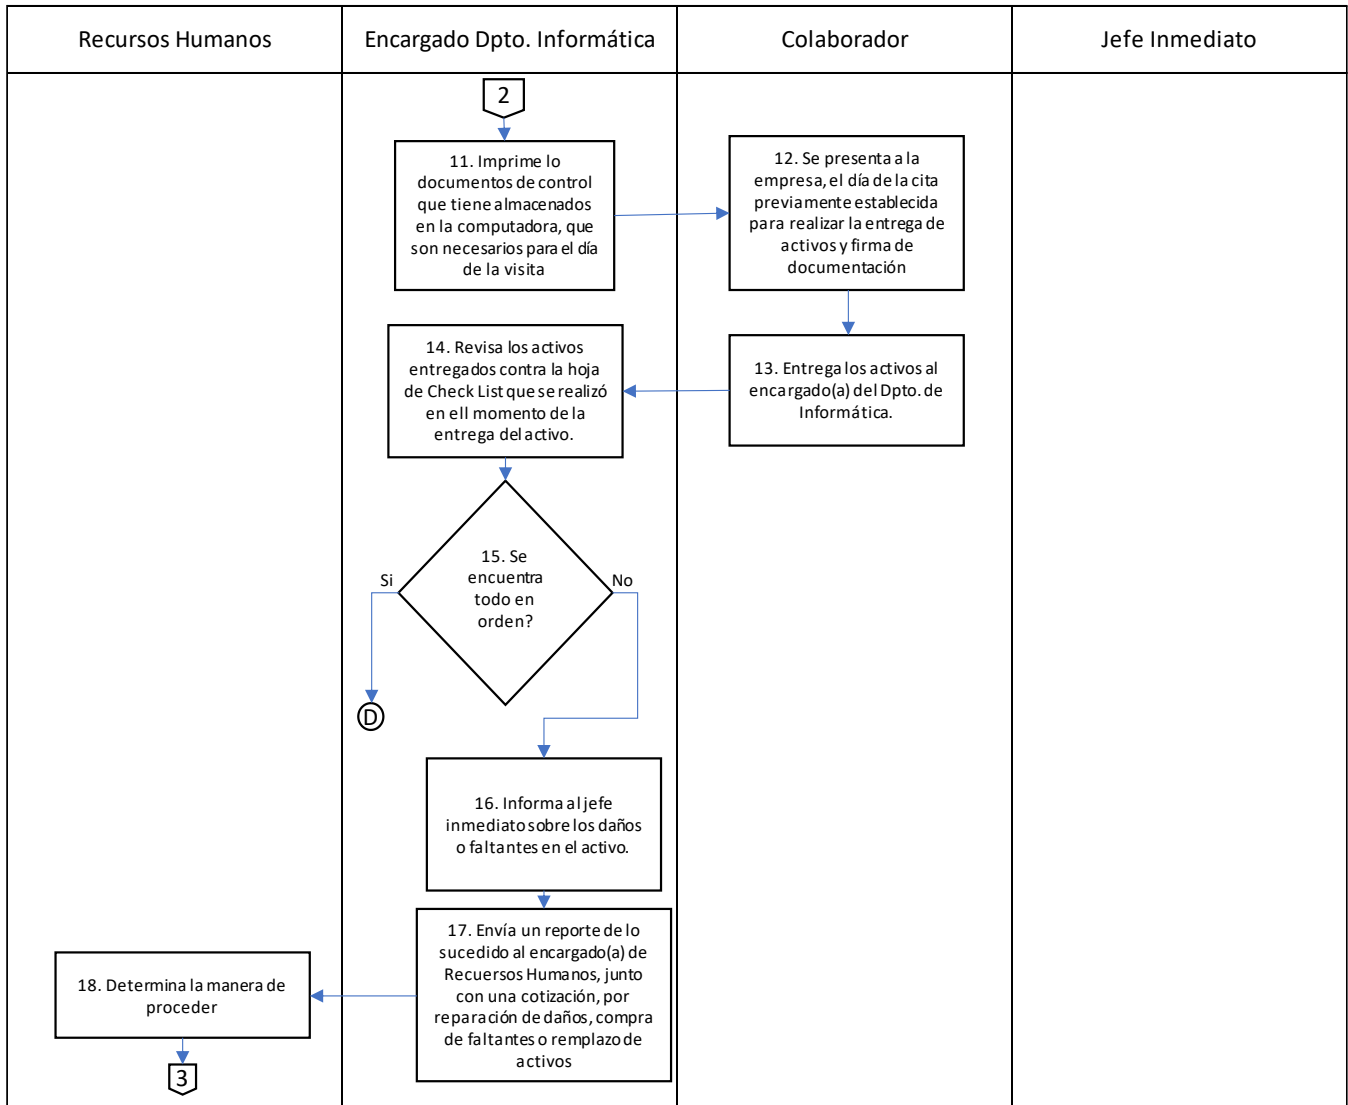 Recursos Humanos
Encargado Dpto. Informática
Colaborador
Jefe Inmediato
2
11. Imprime lo
documentos de control
que tiene almacenados
en la computadora, que
son necesarios para el día
de la visita
12. Se presenta a la
empresa, el día de la cita
previamente establecida
para realizar la entrega de
activos y firma de
documentación
13. Entrega los activos al
encargado(a) del Dpto. de
Informática.
14. Revisa los activos
entregados contra la hoja
de Check List que se realizó
en ell momento de la
entrega del activo.
15. Se
encuentra
todo en
orden?
Si
No
D
16. Informa al jefe
inmediato sobre los daños
o faltantes en el activo.
17. Envía un reporte de lo
sucedido al encargado(a) de
Recuersos Humanos, junto
con una cotización, por
reparación de daños, compra
de faltantes o remplazo de
activos
18. Determina la manera de
proceder
3